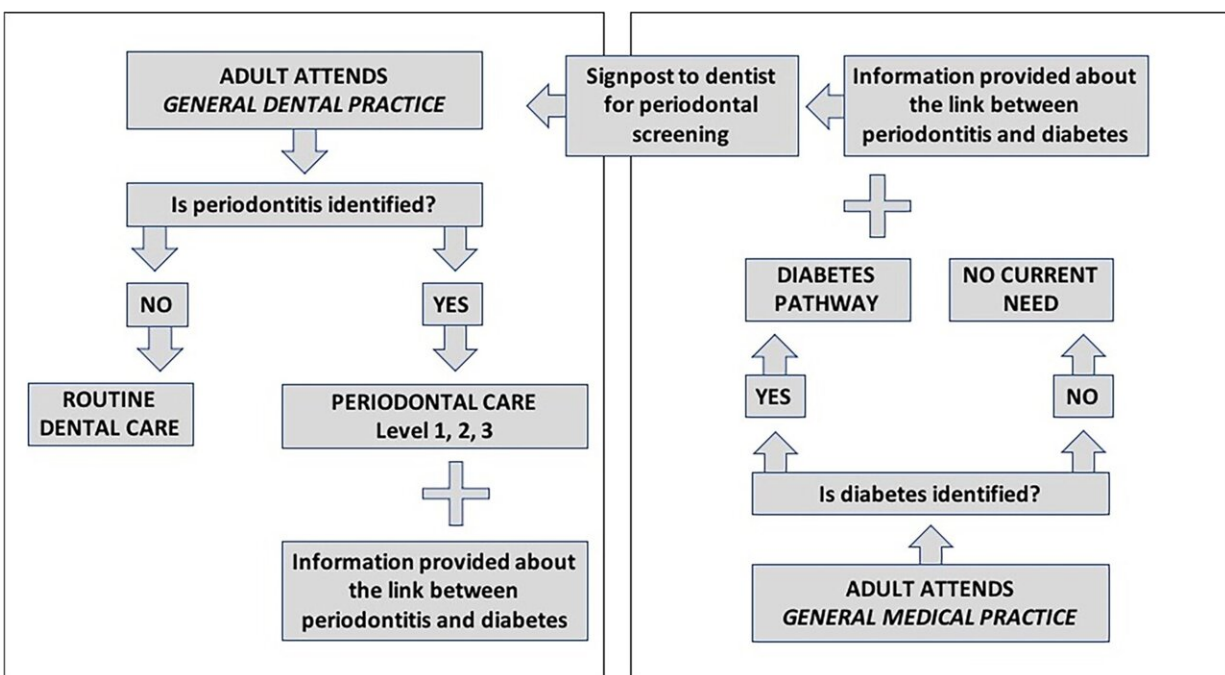 ADULT ATTENDS
GENERAL DENTAL PRACTICE
Is periodontitis identified?
NO
YES
ROUTINE
DENTAL CARE
PERIODONTAL CARE
Level 1, 2, 3
Information provided about
the link between
periodontitis and diabetes
Signpost to dentist
for periodontal
screening
Information provided about
the link between
periodontitis and diabetes
DIABETES
PATHWAY
NO CURRENT
NEED
YES
NO
Is diabetes identified?
ADULT ATTENDS
GENERAL MEDICAL PRACTICE